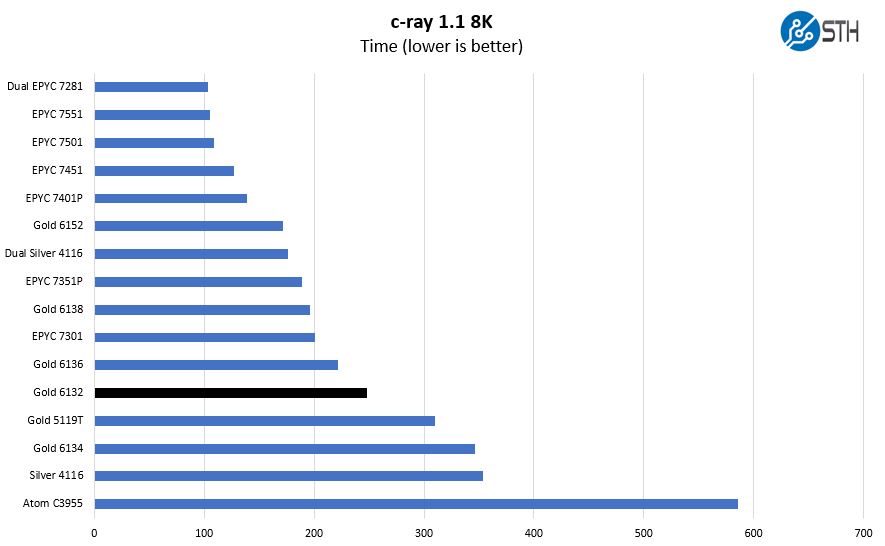 c-ray 1.1 8K
Time (lower is better)
STH
Dual EPYC 7281
EPYC 7551
EPYC 7501
EPYC 7451
EPYC 7401P
Gold 6152
Dual Silver 4116
EPYC 7351P
Gold 6138
EPYC 7301
Gold 6136
Gold 6132
Gold 5119T
Gold 6134
Silver 4116
Atom C3955
0 100 200 300 400 500 600 700